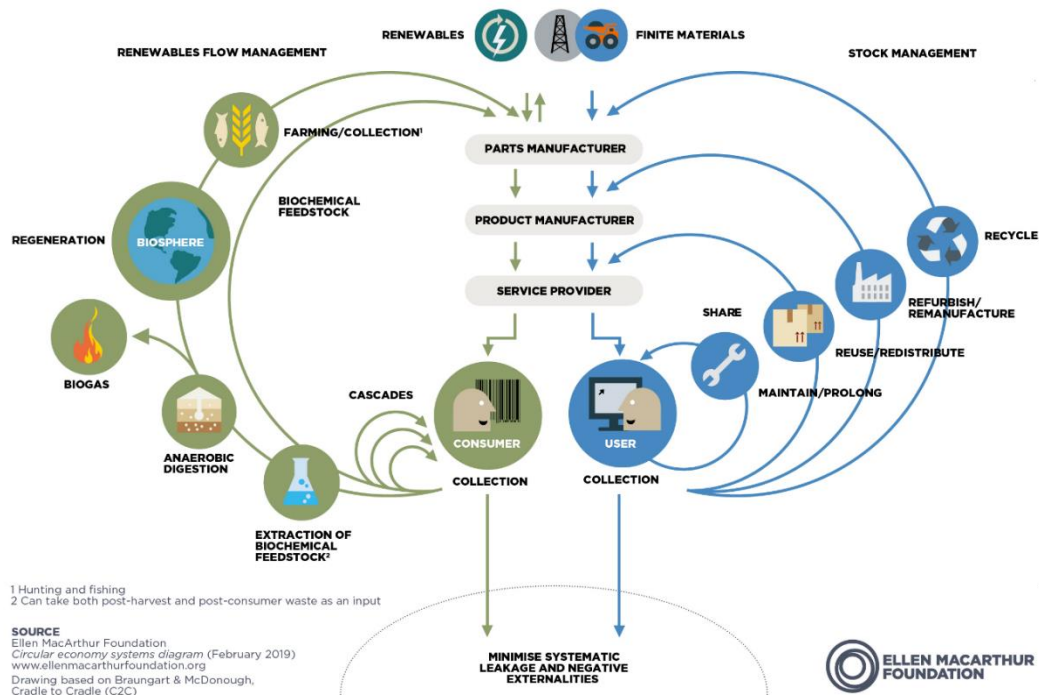 RENEWABLES
FINITE MATERIALS
RENEWABLES FLOW MANAGEMENT
STOCK MANAGEMENT
FARMING/COLLECTION¹
PARTS MANUFACTURER
BIOCHEMICAL
FEEDSTOCK
PRODUCT MANUFACTURER
REGENERATION
BIOSPHERE
RECYCLE
SERVICE PROVIDER
REFURBISH/
REMANUFACTURE
SHARE
REUSE/REDISTRIBUTE
BIOGAS
CASCADES
MAINTAIN/PROLONG
CONSUMER
USER
ANAEROBIC
DIGESTION
COLLECTION
COLLECTION
EXTRACTION OF
BIOCHEMICAL
FEEDSTOCK²
1 Hunting and fishing
2 Can take both post-harvest and post-consumer waste as an input
SOURCE
Ellen MacArthur Foundation
Circular economy systems diagram (February 2019)
www.ellenmacarthurfoundation.org
Drawing based on Braungart & McDonough,
Cradle to Cradle (C2C)
MINIMISE SYSTEMATIC
LEAKAGE AND NEGATIVE
EXTERNALITIES
ELLEN MACARTHUR
FOUNDATION